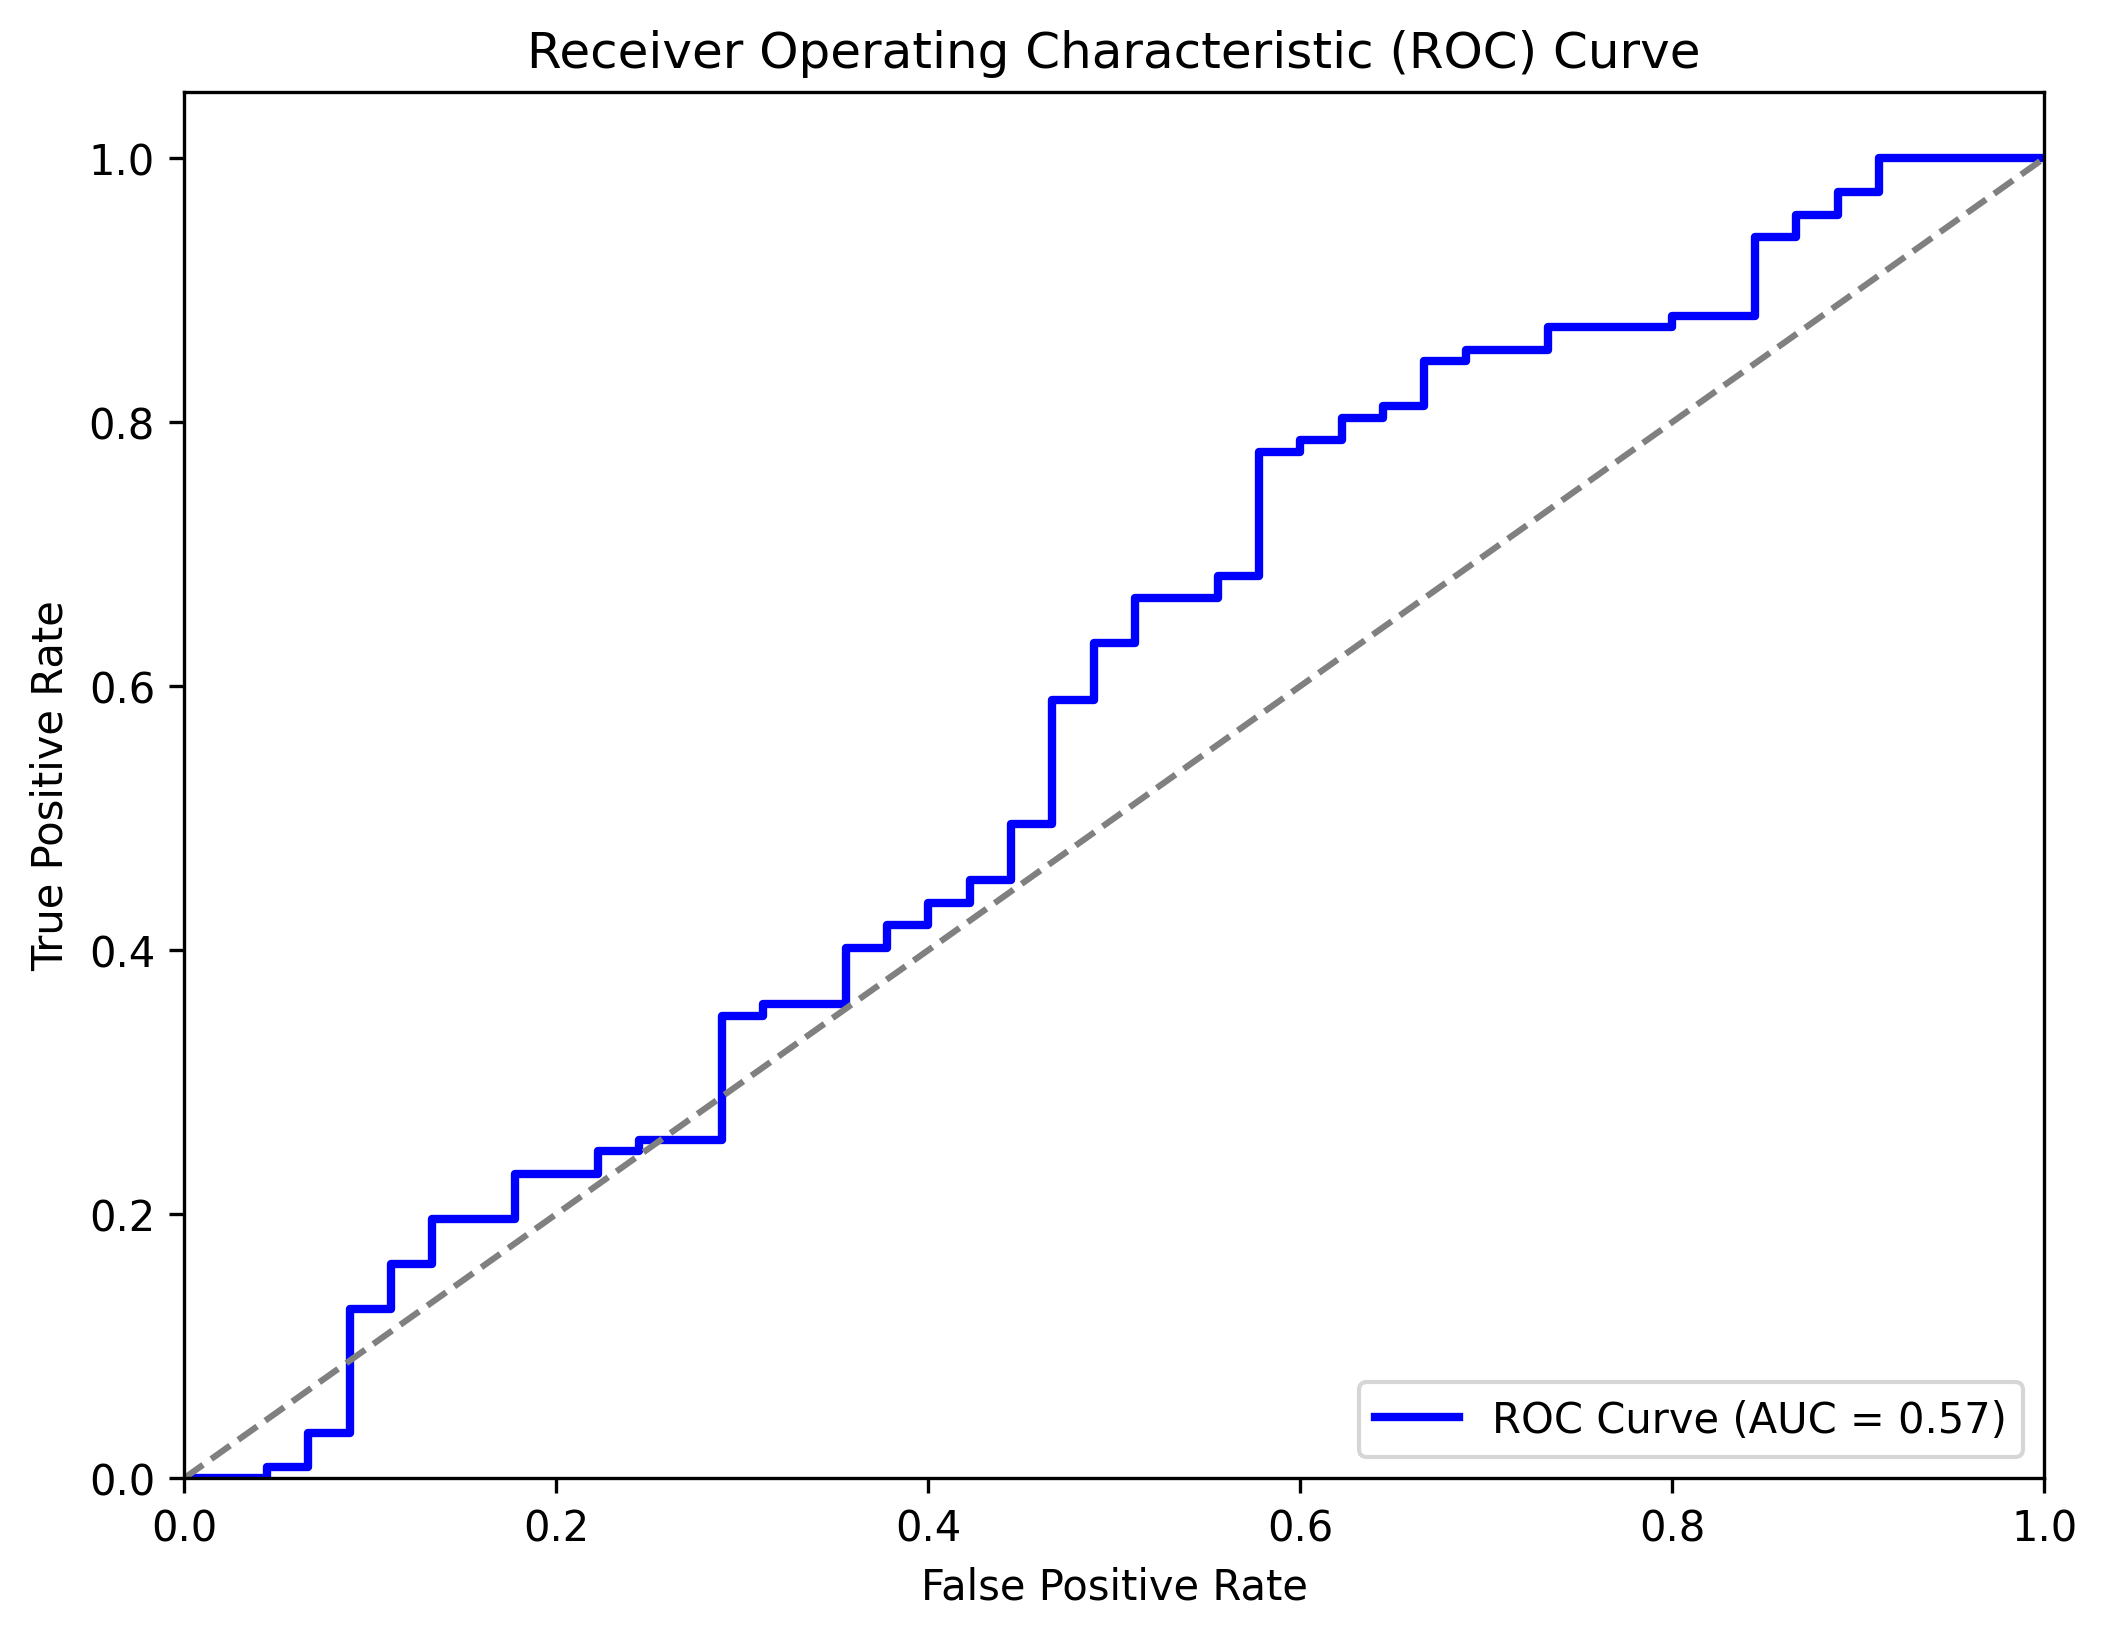 Receiver Operating Characteristic (ROC) Curve
1.0
0.8
0.6
0.4
0.2
0.0
True Positive Rate
ROC Curve (AUC = 0.57)
0.0 0.2 0.4 0.6 0.8 1.0
False Positive Rate